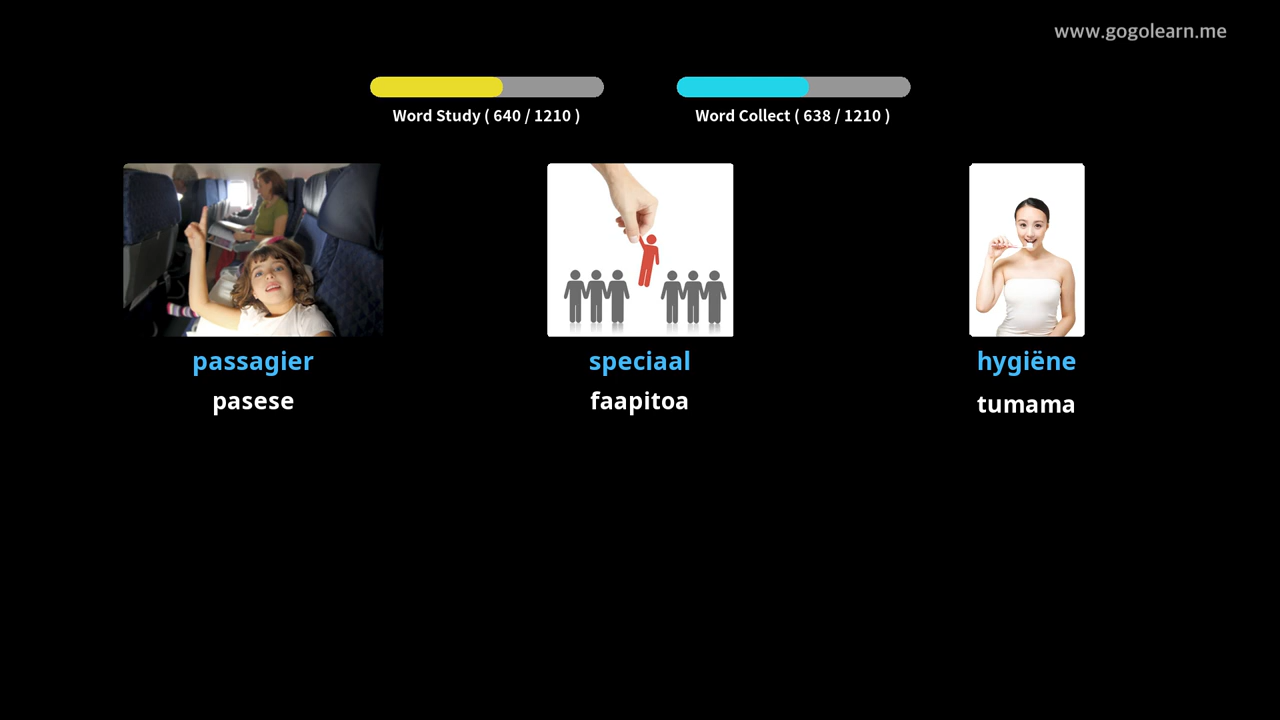 www.gogolearn.me
Word Study ( 640 / 1210 )
Word Collect ( 638 / 1210 )
passagier
speciaal
hygiëne
pasese
faapitoa
tumama